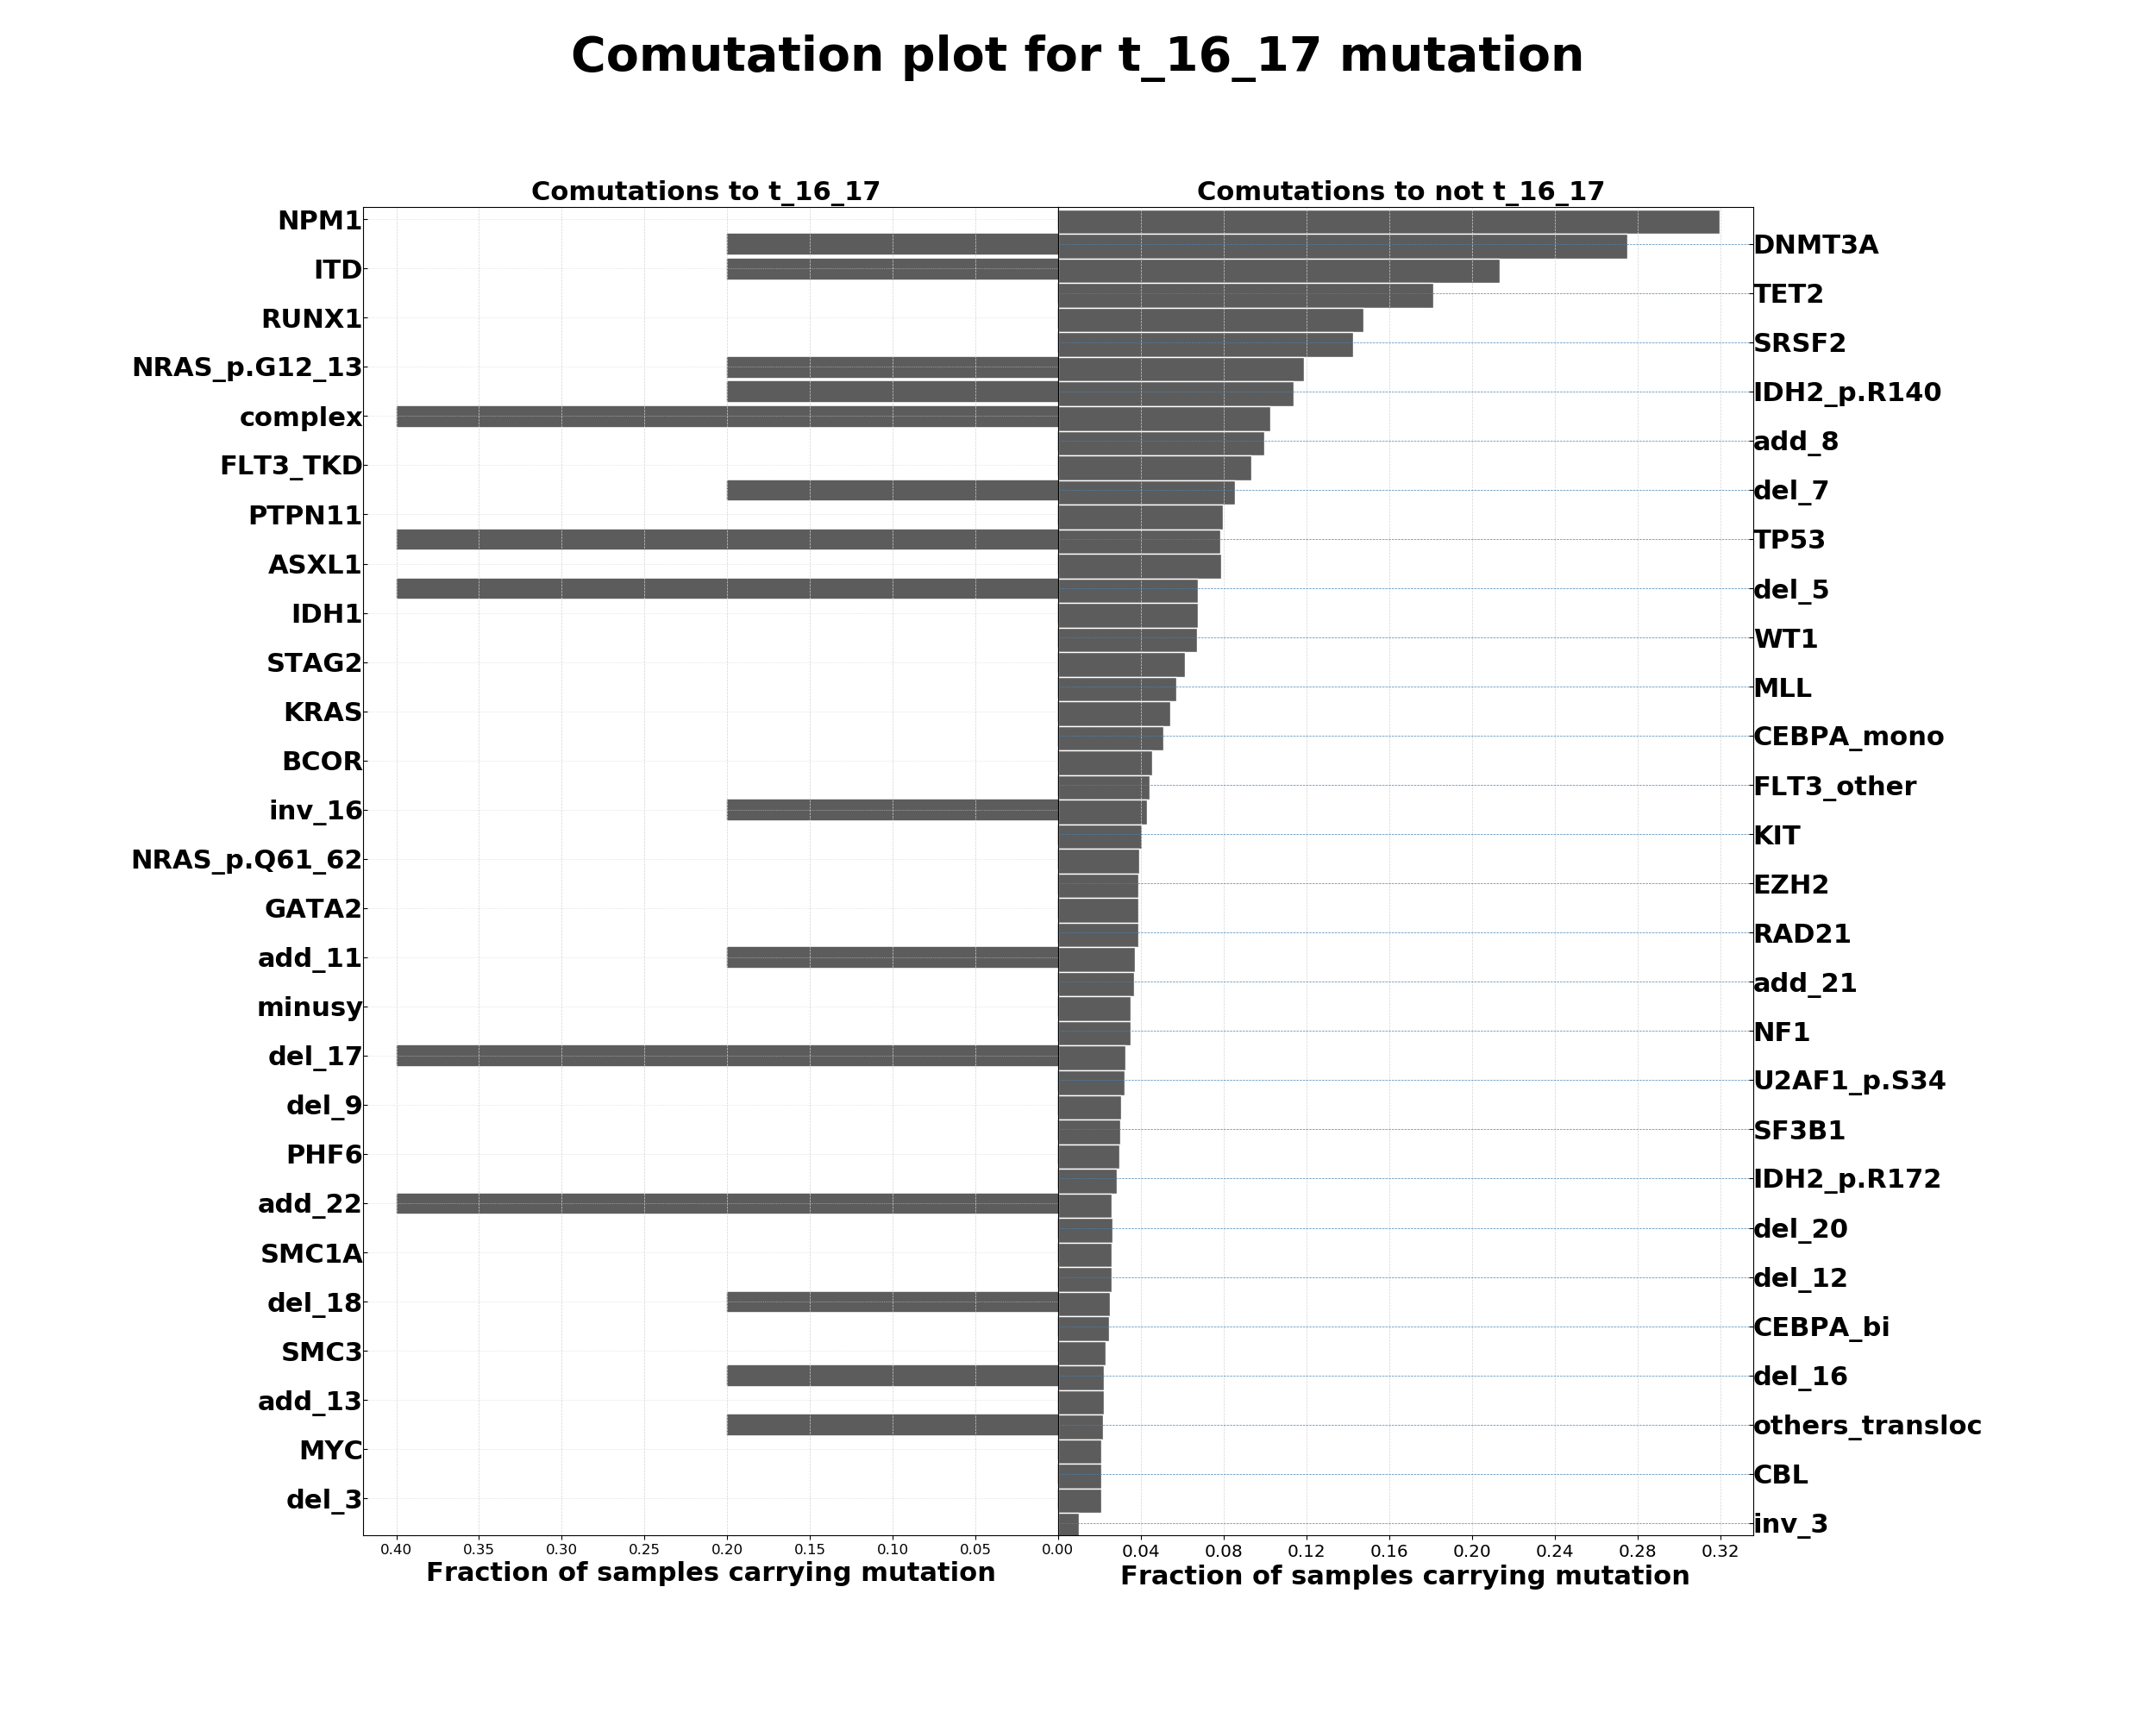 Comutation plot for t_16_17 mutation
Comutations to t_16_17
Comutations to not t_16_17
NPM1
DNMT3A
ITD
TET2
RUNX1
SRSF2
NRAS_p.G12_13
IDH2_p.R140
complex
add_8
FLT3_TKD
del_7
PTPN11
TP53
ASXL1
del_5
IDH1
WT1
STAG2
MLL
KRAS
CEBPA_mono
BCOR
FLT3_other
inv_16
KIT
NRAS_p.Q61_62
EZH2
GATA2
RAD21
add_11
add_21
minusy
NF1
del_17
U2AF1_p.S34
del_9
SF3B1
PHF6
IDH2_p.R172
add_22
del_20
SMC1A
del_12
del_18
CEBPA_bi
SMC3
del_16
add_13
others_transloc
MYC
CBL
del_3
inv_3
0.40 0.35 0.30 0.25 0.20 0.15 0.10 0.05 0.00 0.04 0.08 0.12 0.16 0.20 0.24 0.28 0.32
Fraction of samples carrying mutation
Fraction of samples carrying mutation